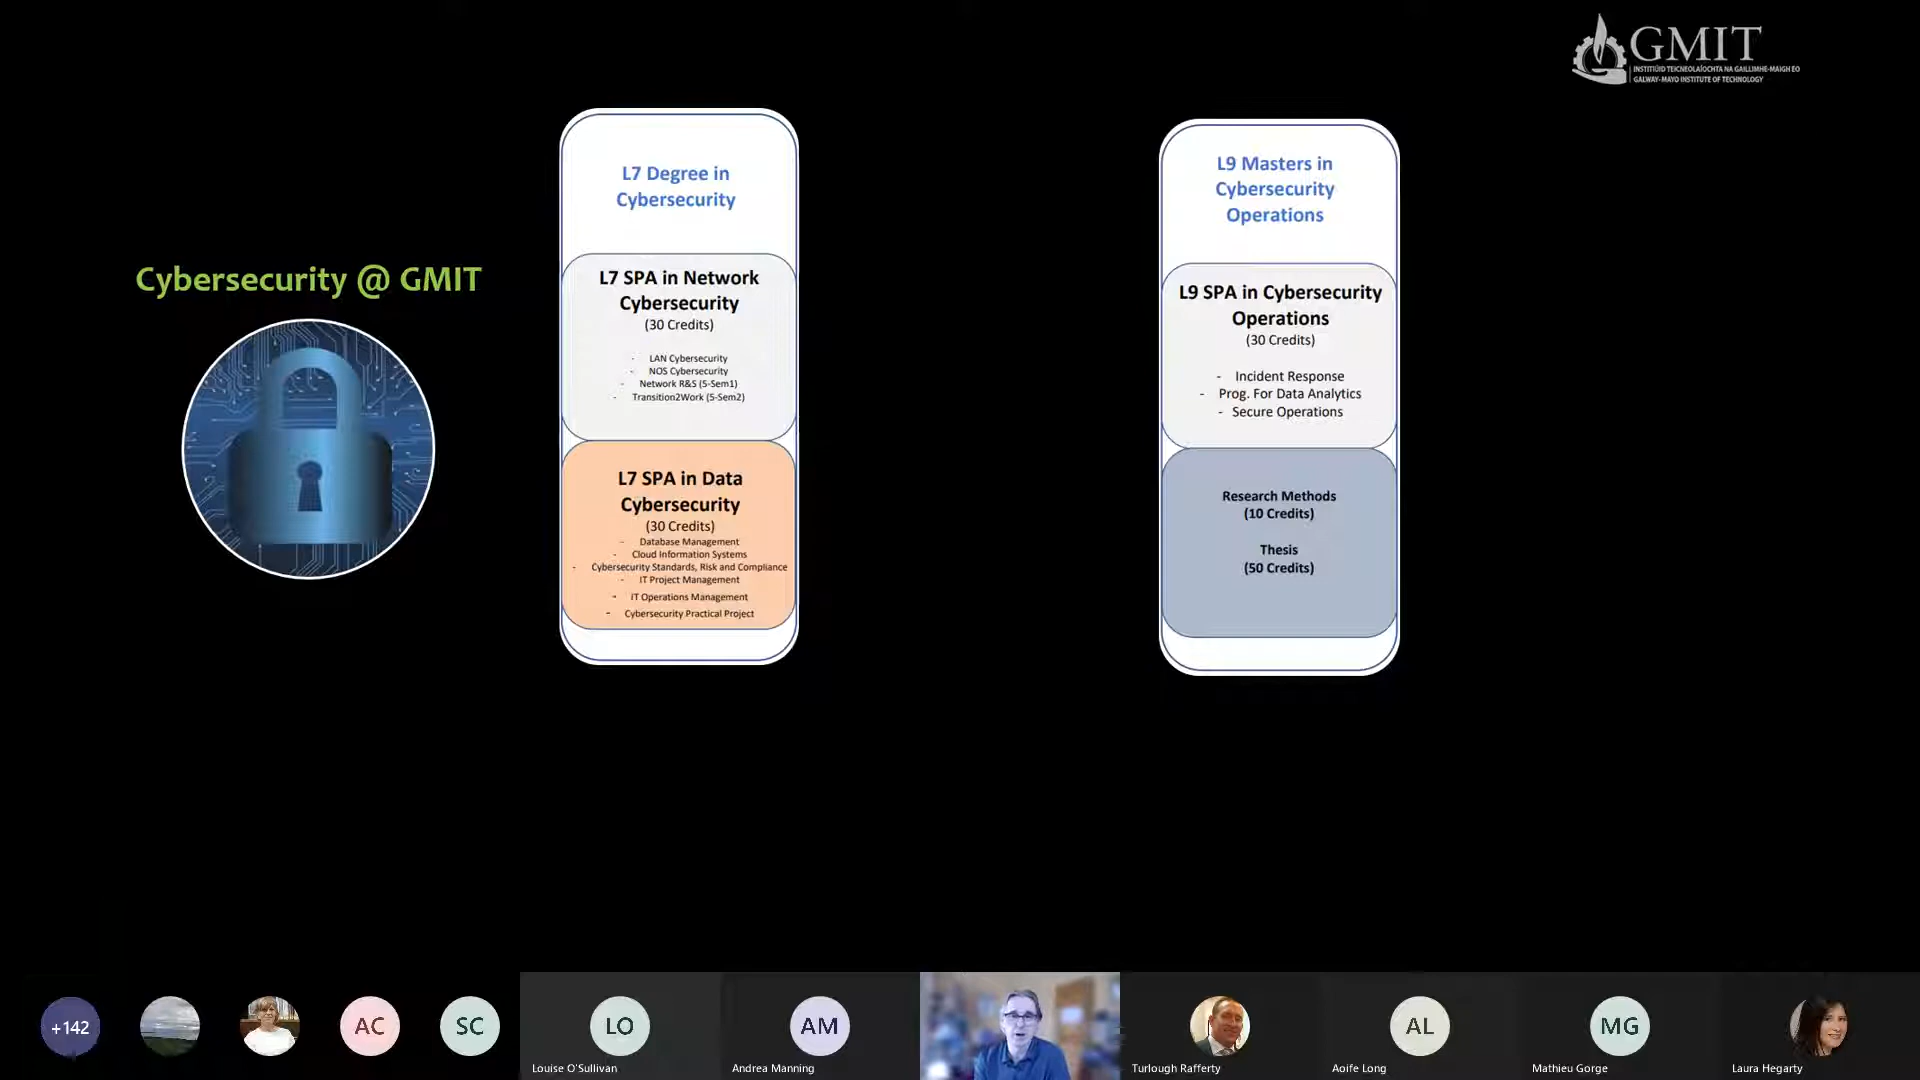 GMIT
INSTITIÚID TEICNEOLAÍOCHTA NA GAILLIMHE-MAIGH EO
GALWAY-MAYO INSTITUTE OF TECHNOLOGY
Cybersecurity @ GMIT
L7 Degree in
Cybersecurity
L7 SPA in Network
Cybersecurity
(30 Credits)
- LAN Cybersecurity
- NOS Cybersecurity
- Network R&S (5-Sem1)
- Transition2Work (5-Sem2)
L7 SPA in Data
Cybersecurity
(30 Credits)
- Database Management
- Cloud Information Systems
- Cybersecurity Standards, Risk and Compliance
- IT Project Management
- IT Operations Management
- Cybersecurity Practical Project
L9 Masters in
Cybersecurity
Operations
L9 SPA in Cybersecurity
Operations
(30 Credits)
- Incident Response
- Prog. For Data Analytics
- Secure Operations
Research Methods
(10 Credits)
Thesis
(50 Credits)
+142
AC
SC
LO
Louise O'Sullivan
AM
Andrea Manning
Turlough Rafferty
AL
Aoife Long
MG
Mathieu Gorge
Laura Hegarty